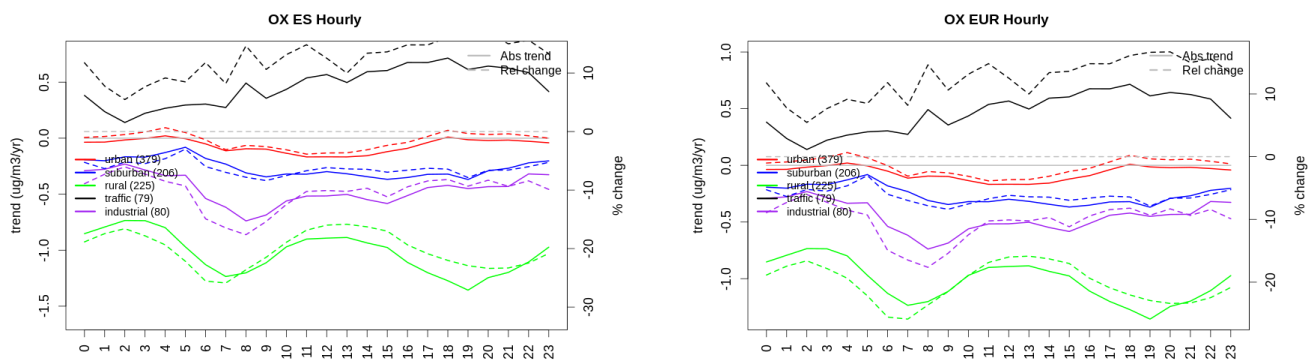 OX ES Hourly
Abs trend
Rel change
urban (379)
suburban (206)
rural (225)
traffic (79)
industrial (80)
trend (ug/m3/yr)
0.5
0.0
-0.5
-1.0
-1.5
10
0
-10
-20
-30
% change
0 1 2 3 4 5 6 7 8 9 10 11 12 13 14 15 16 17 18 19 20 21 22 23
OX EUR Hourly
Abs trend
Rel change
urban (379)
suburban (206)
rural (225)
traffic (79)
industrial (80)
trend (ug/m3/yr)
1.0
0.5
0.0
-0.5
-1.0
10
0
-10
-20
% change
0 1 2 3 4 5 6 7 8 9 10 11 12 13 14 15 16 17 18 19 20 21 22 23